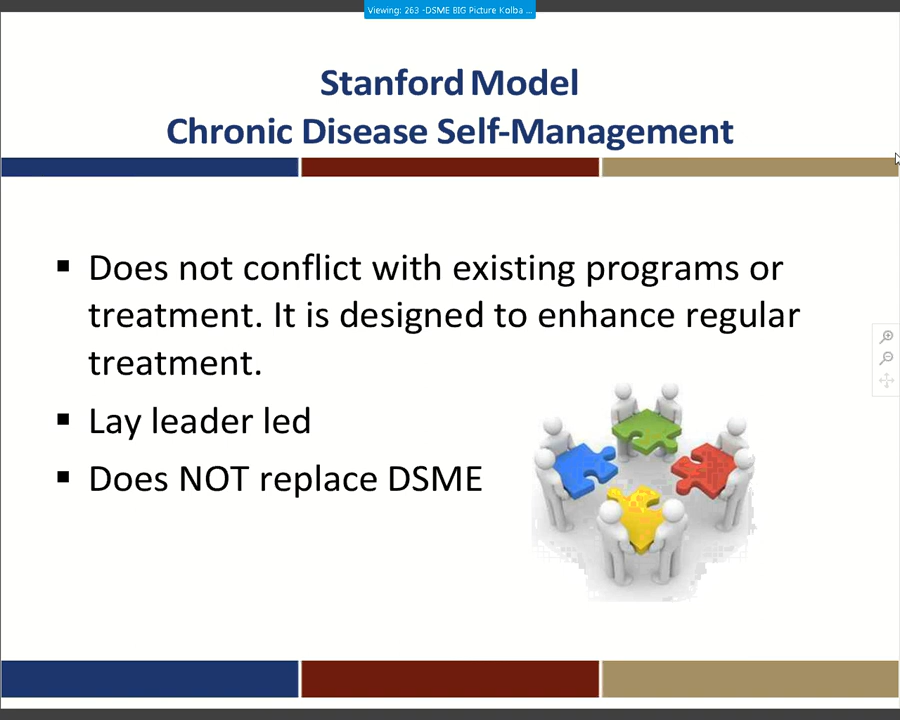 Viewing: 263 -DSME BIG Picture Kolba ...
Stanford Model
Chronic Disease Self-Management
▪ Does not conflict with existing programs or
treatment. It is designed to enhance regular
treatment.
▪ Lay leader led
▪ Does NOT replace DSME